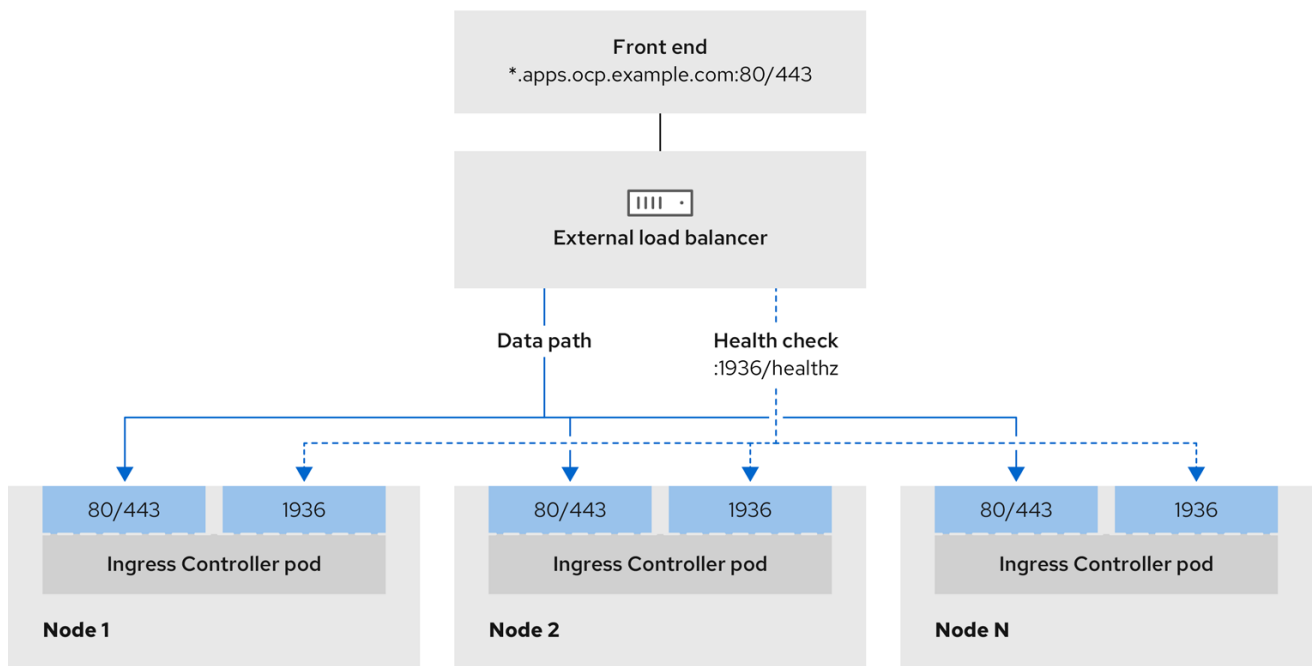 Front end
*.apps.ocp.example.com:80/443
External load balancer
Data path
Health check
:1936/healthz
80/443
1936
80/443
1936
80/443
1936
Ingress Controller pod
Ingress Controller pod
Ingress Controller pod
Node 1
Node 2
Node N